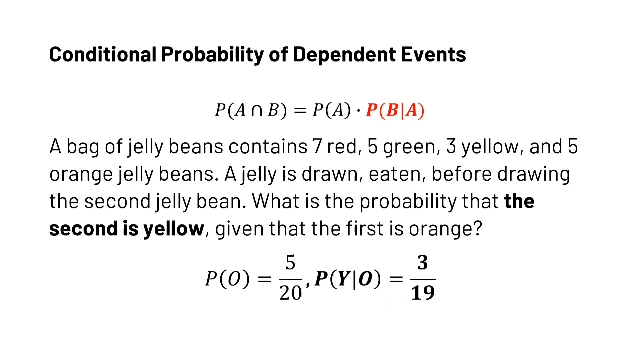 Conditional Probability of Dependent Events
P(A ∩ B) = P(A) · P(B|A)
A bag of jelly beans contains 7 red, 5 green, 3 yellow, and 5
orange jelly beans. A jelly is drawn, eaten, before drawing
the second jelly bean. What is the probability that the
second is yellow, given that the first is orange?
P(O) = 5/20, P(Y|O) = 3/19